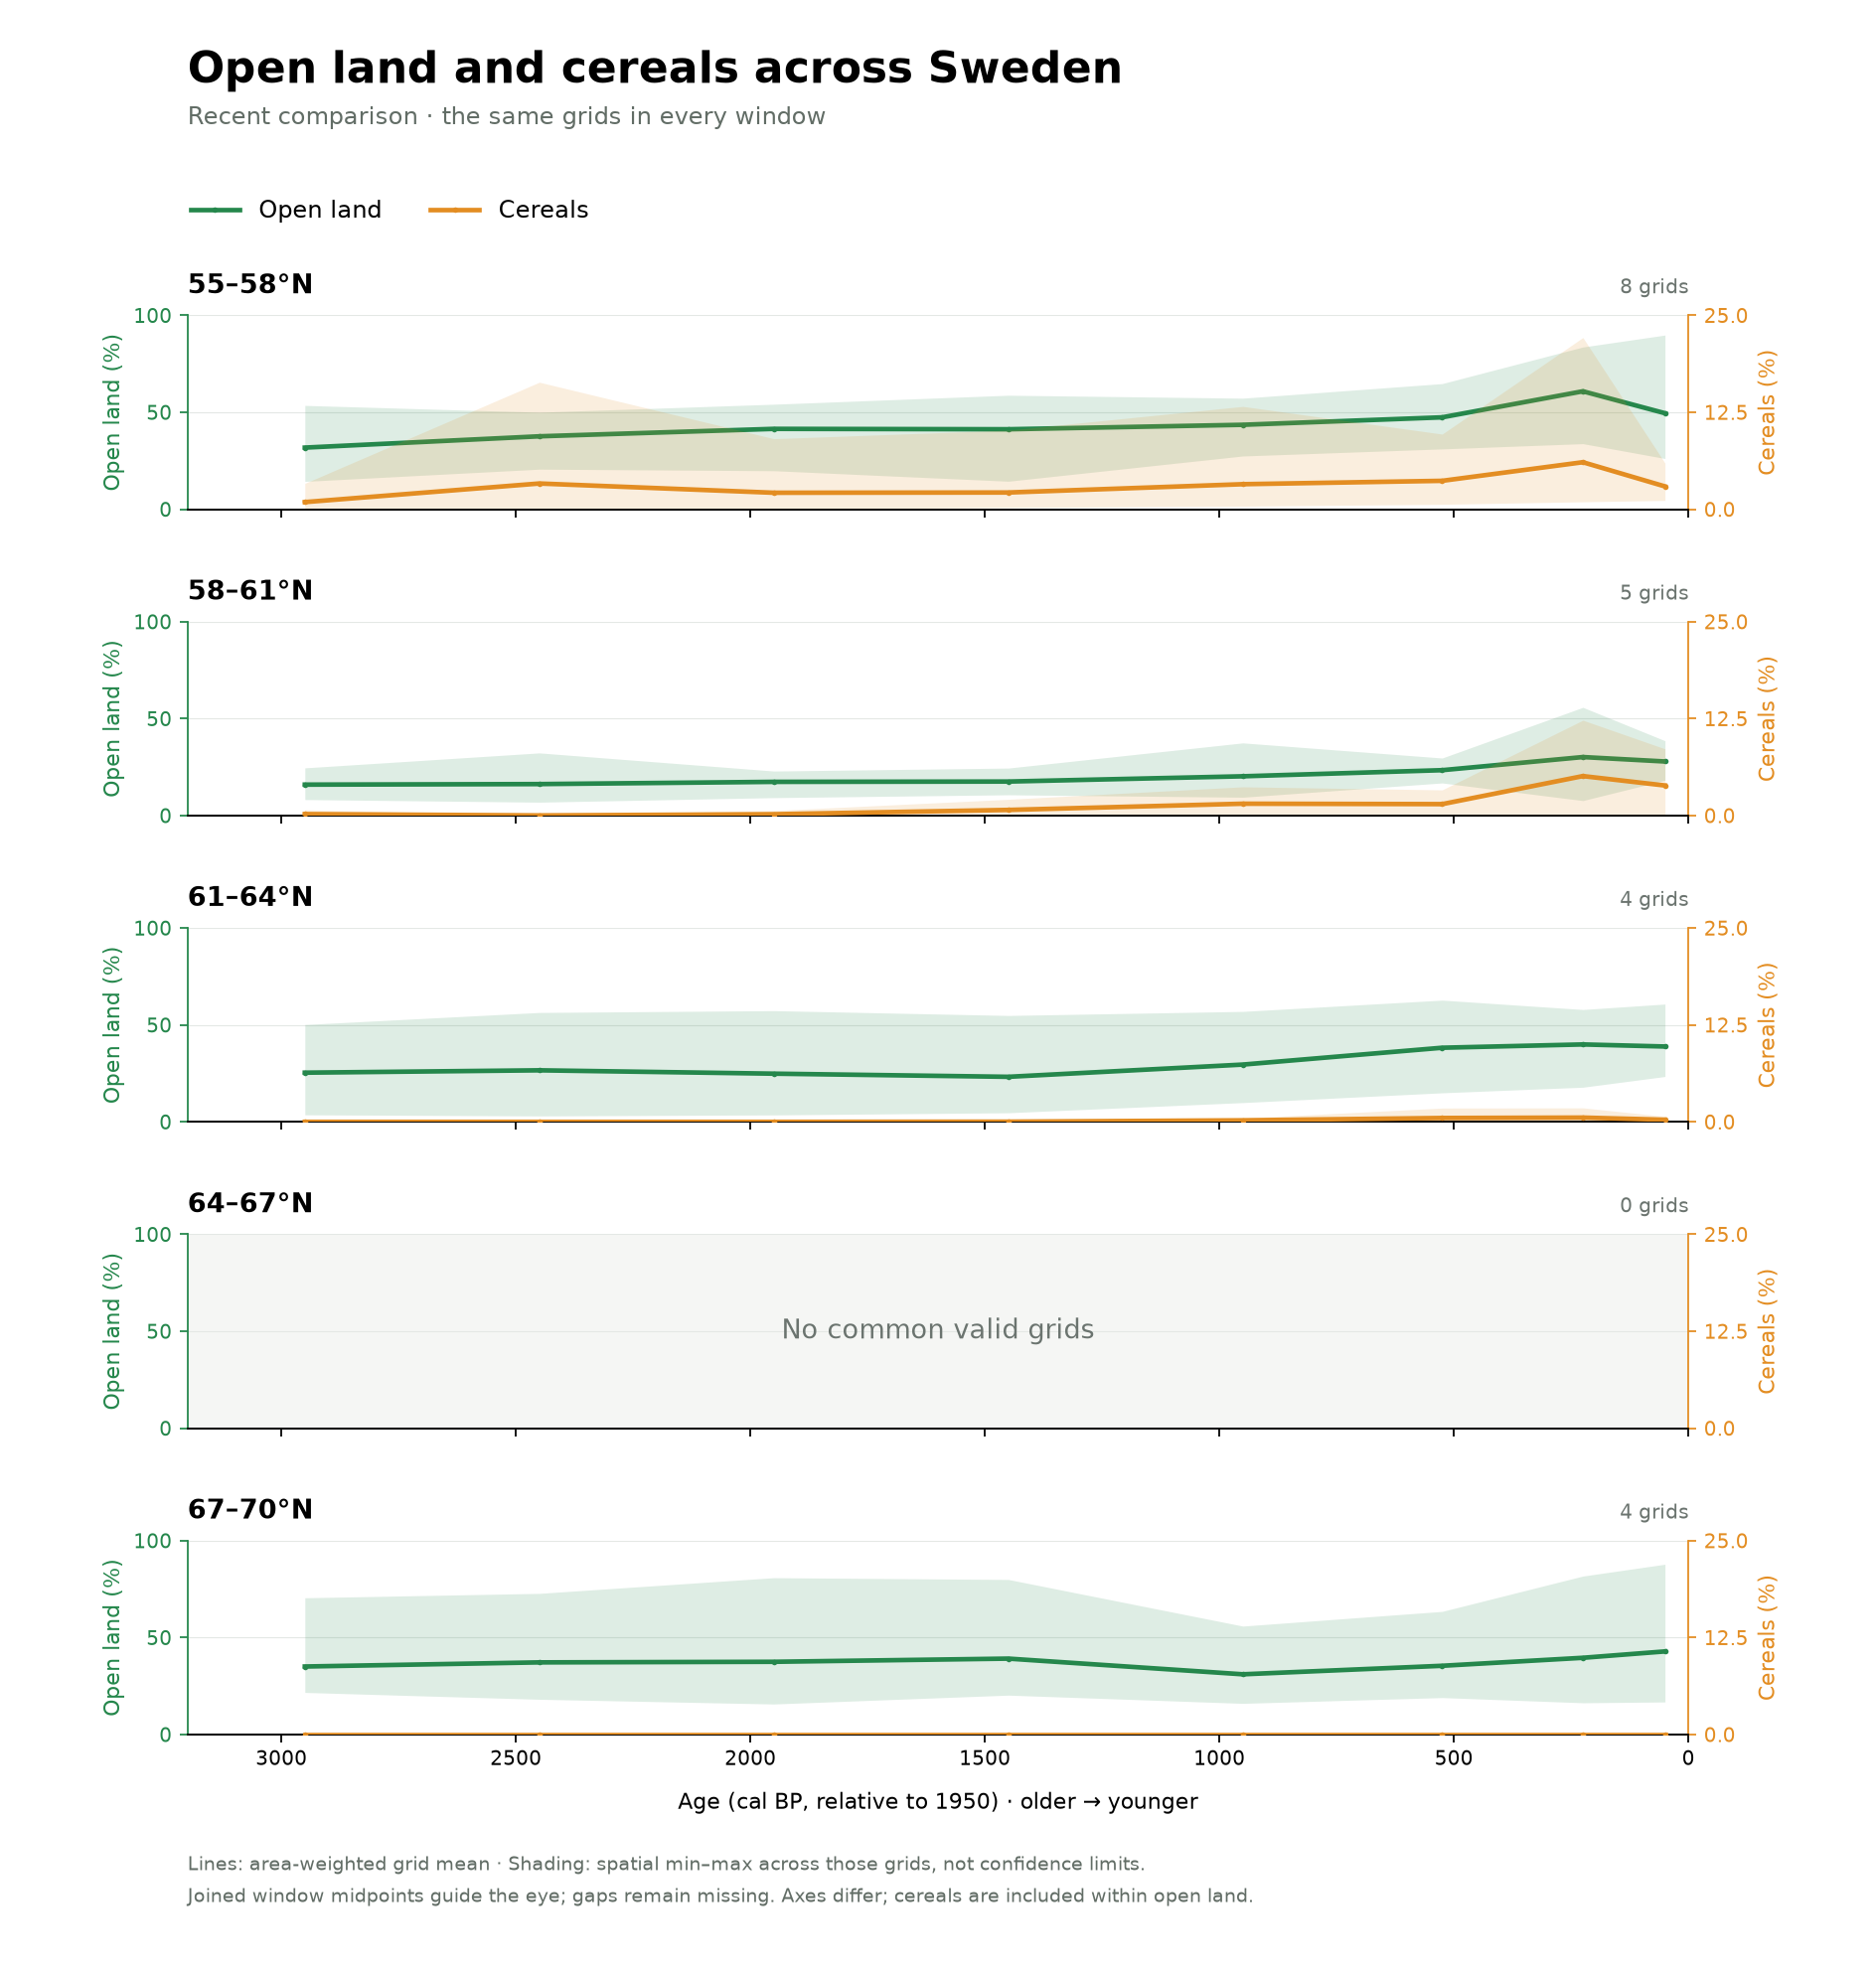 Open land and cereals across Sweden
Recent comparison · the same grids in every window
Open land
Cereals
55–58°N
8 grids
100
50
0
Open land (%)
25.0
12.5
0.0
Cereals (%)
58–61°N
5 grids
100
50
0
Open land (%)
25.0
12.5
0.0
Cereals (%)
61–64°N
4 grids
100
50
0
Open land (%)
25.0
12.5
0.0
Cereals (%)
64–67°N
0 grids
100
50
0
Open land (%)
No common valid grids
25.0
12.5
0.0
Cereals (%)
67–70°N
4 grids
100
50
0
Open land (%)
25.0
12.5
0.0
Cereals (%)
3000 2500 2000 1500 1000 500 0
Age (cal BP, relative to 1950) · older → younger
Lines: area-weighted grid mean · Shading: spatial min–max across those grids, not confidence limits.
Joined window midpoints guide the eye; gaps remain missing. Axes differ; cereals are included within open land.